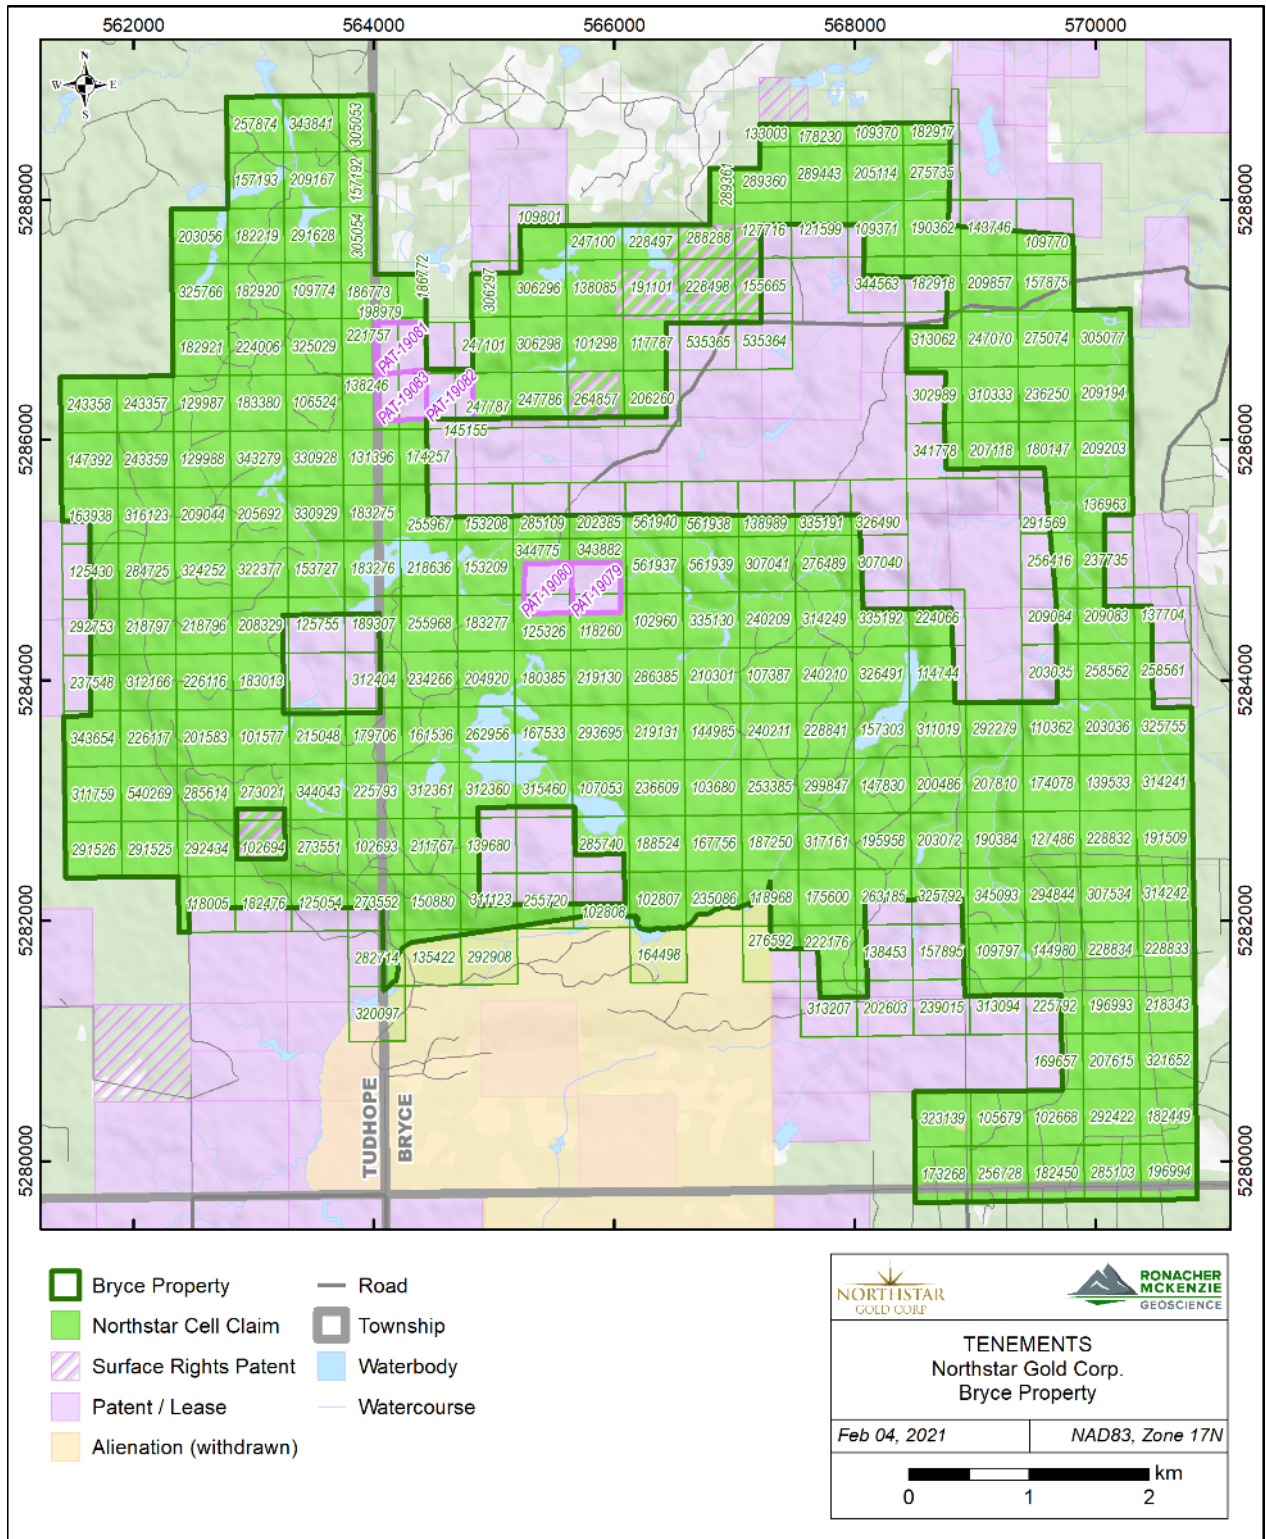 562000 564000 566000 568000 570000
N
W E
S
257874 343841 305053
133003 178230 109370 182917
157193 209167 157192
289361 289360 289443 205114 275735
109801
203056 182219 291628 305054
247100 228497 288288 127716 121599 109371 190362 143746 109770
325766 182920 109774 186773 186772 306297 306296 138085 191101 228498 155665 344563 182918 209857 157875
198979
182921 224006 325029 221757 PAT-19081 247101 306298 101298 117787 535365 535364 313062 247070 275074 305077
243358 243357 129987 183380 106524 138246 PAT-19083 PAT-19082 247787 247786 264857 206260 302989 310333 236250 209194
145155
147392 243359 129988 343279 330928 131396 174257 341778 207118 180147 209203
136963
163938 316123 209044 205692 330929 183275 255967 153208 285109 202385 561940 561938 138989 335191 326490 291569
344775 343882
125430 284725 324252 322377 153727 183276 218636 153209 561937 561939 307041 276489 307040 256416 237735
PAT-19080 PAT-19079
292753 218797 218796 208329 125755 189307 255968 183277 125326 118260 102960 335130 240209 314249 335192 224066 209084 209083 137704
237548 312166 226116 183013 312404 234266 204920 180385 219130 286385 210301 107387 240210 326491 114744 203035 258562 258561
343654 226117 201583 101577 215048 179706 161536 262956 167533 293695 219131 144985 240211 228841 157303 311019 292279 110362 203036 325755
311759 540269 285614 273021 344043 225793 312361 312360 315460 107053 236609 103680 253385 299847 147830 200486 207810 174078 139533 314241
291526 291525 292434 102694 273551 102693 211767 139680 285740 188524 167756 187250 317161 195958 203072 190384 127486 228832 191509
118005 182476 125054 273552 150880 311123 255720 102808 102807 235086 118968 175600 263185 325792 345093 294844 307534 314242
282714 135422 292908 164498 276592 222176 138453 157895 109797 144980 228834 228833
320097 313207 202603 239015 313094 225792 196993 218343
169657 207615 321652
323139 105679 102668 292422 182449
173268 256728 182450 285103 196994
TUDHOPE
BRYCE
5288000
5286000
5284000
5282000
5280000
5288000
5286000
5284000
5282000
5280000
Bryce Property
Northstar Cell Claim
Surface Rights Patent
Patent / Lease
Alienation (withdrawn)
Road
Township
Waterbody
Watercourse
NORTHSTAR
GOLD CORP
RONACHER
MCKENZIE
GEOSCIENCE
TENEMENTS
Northstar Gold Corp.
Bryce Property
Feb 04, 2021 NAD83, Zone 17N
km
0 1 2